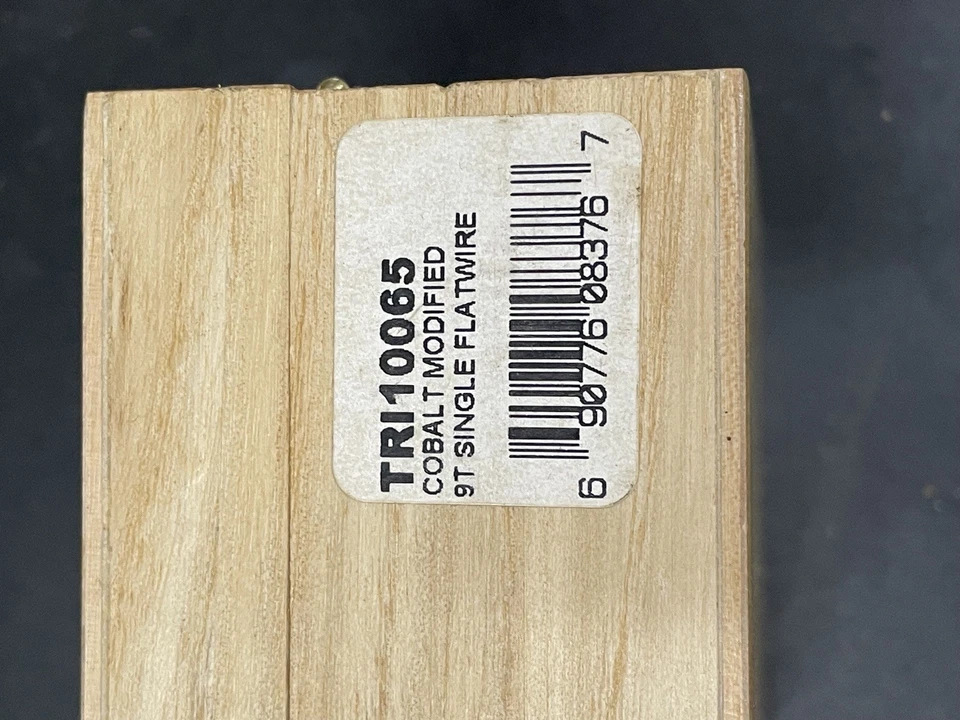 TRI10065
COBALT MODIFIED
9T SINGLE FLATWIRE
6 90776 08376 7